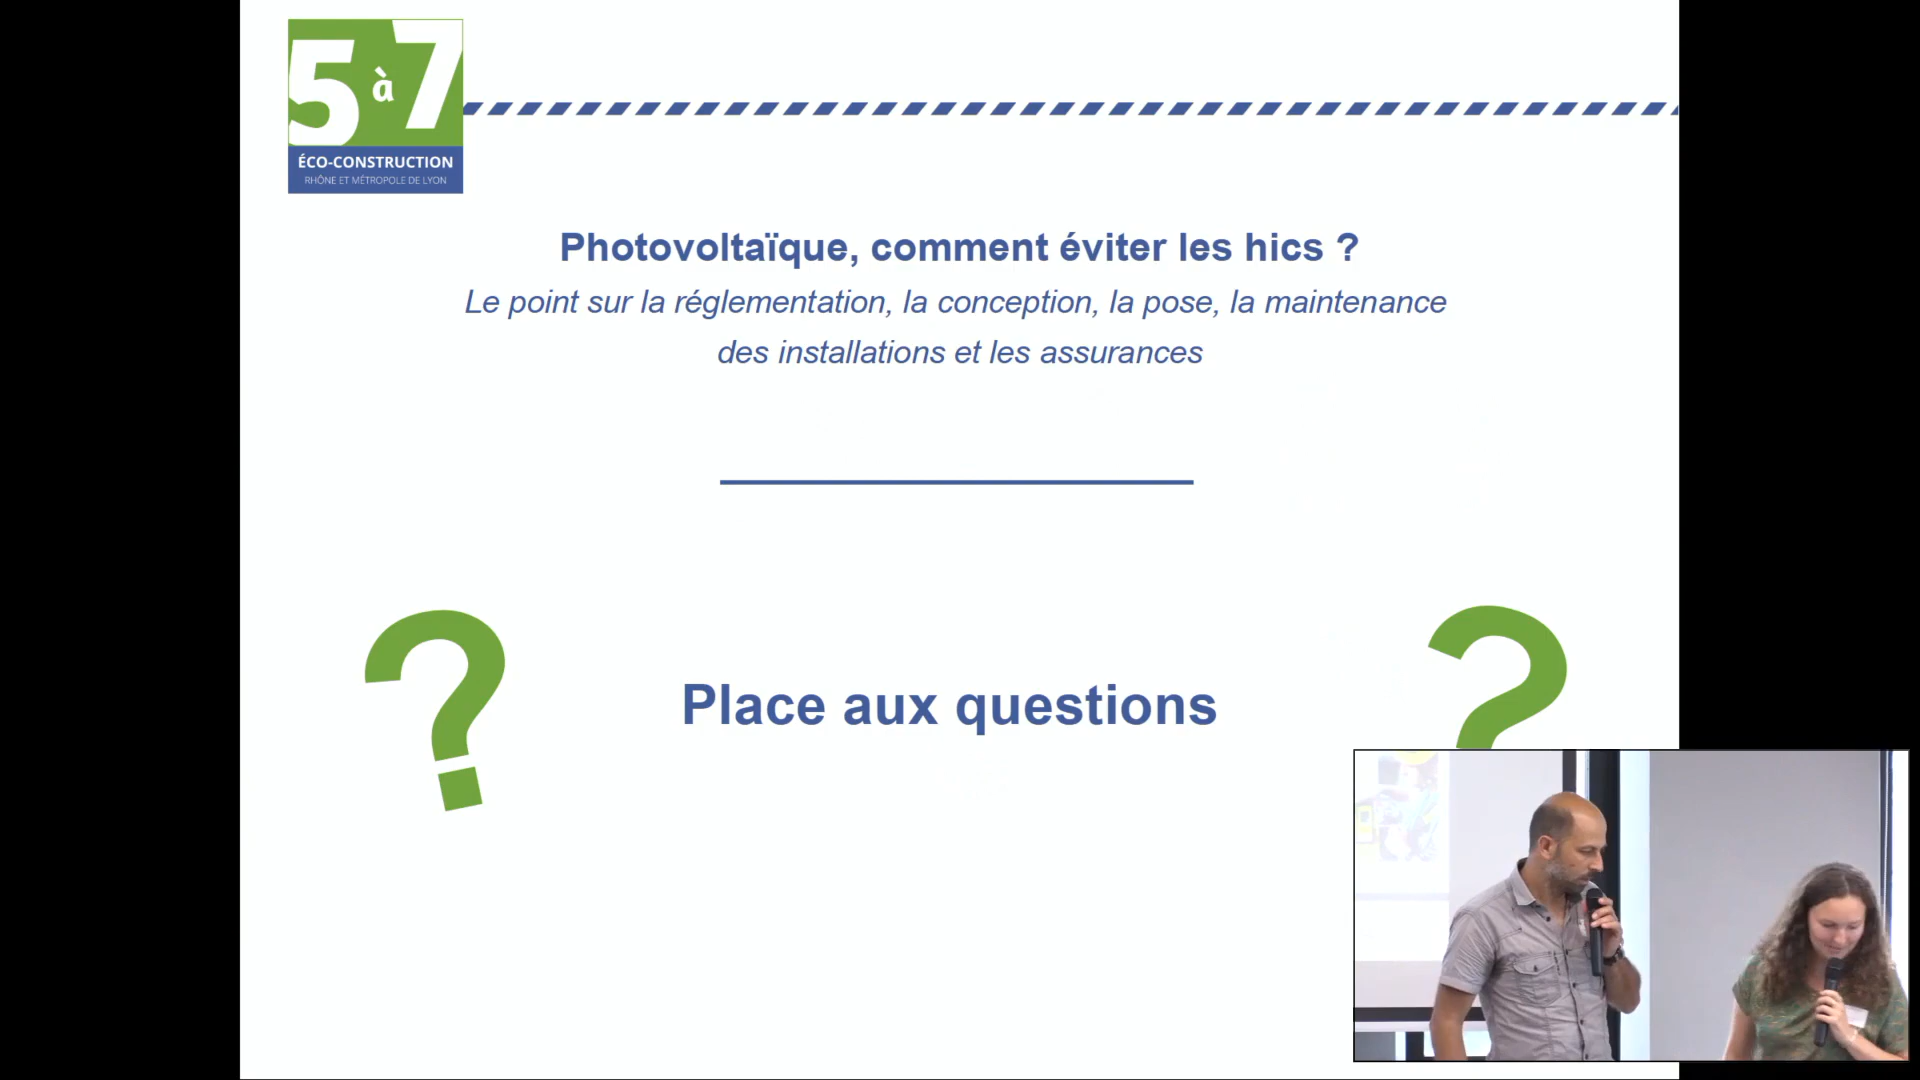 5 à 7
ÉCO-CONSTRUCTION
RHÔNE ET MÉTROPOLE DE LYON
Photovoltaïque, comment éviter les hics ?
Le point sur la réglementation, la conception, la pose, la maintenance
des installations et les assurances
?
?
Place aux questions